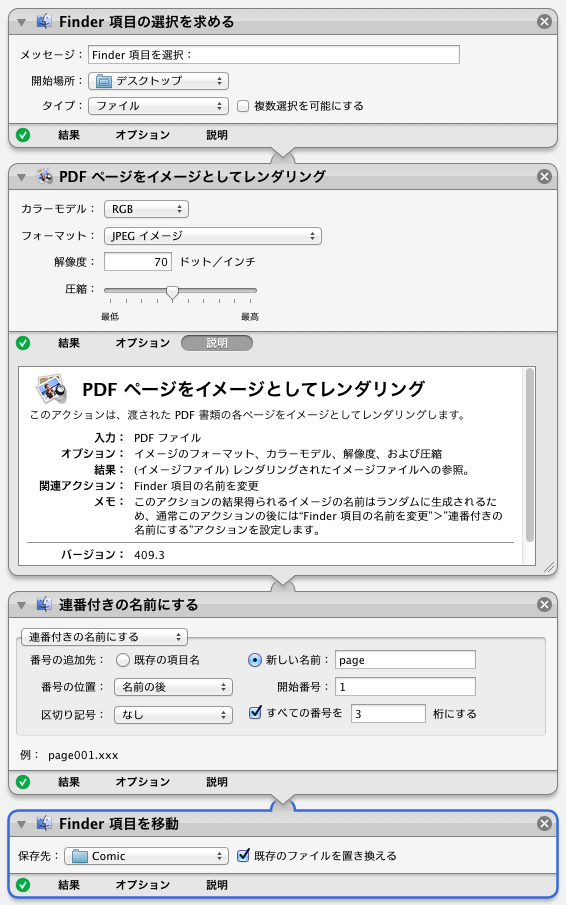 Finder 項目の選択を求める
メッセージ： Finder 項目を選択：
開始場所： デスクトップ
タイプ： ファイル 複数選択を可能にする
結果 オプション 説明
PDF ページをイメージとしてレンダリング
カラーモデル： RGB
フォーマット： JPEG イメージ
解像度： 70 ドット／インチ
圧縮：
最低 最高
結果 オプション 説明
PDF ページをイメージとしてレンダリング
このアクションは、渡された PDF 書類の各ページをイメージとしてレンダリングします。
入力： PDF ファイル
オプション： イメージのフォーマット、カラーモデル、解像度、および圧縮
結果： (イメージファイル) レンダリングされたイメージファイルへの参照。
関連アクション： Finder 項目の名前を変更
メモ： このアクションの結果得られるイメージの名前はランダムに生成されるた
め、通常このアクションの後には“Finder 項目の名前を変更”＞”連番付きの
名前にする”アクションを設定します。
バージョン： 409.3
連番付きの名前にする
連番付きの名前にする
番号の追加先： 既存の項目名 新しい名前： page
番号の位置： 名前の後 開始番号： 1
区切り記号： なし すべての番号を 3 桁にする
例： page001.xxx
結果 オプション 説明
Finder 項目を移動
保存先： Comic 既存のファイルを置き換える
結果 オプション 説明